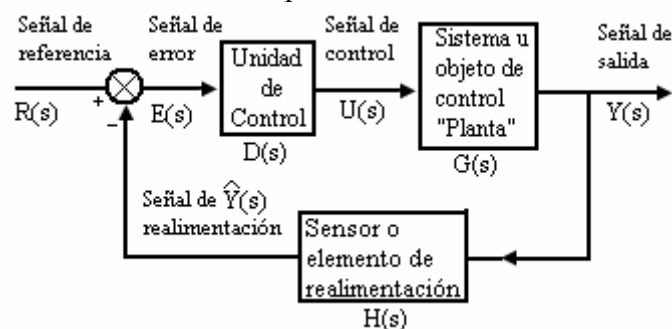 Señal de
referencia
R(s)
+
−
Señal de
error
E(s)
Unidad
de
Control
D(s)
Señal de
control
U(s)
Sistema u
objeto de
control
"Planta"
G(s)
Señal de
salida
Y(s)
Señal de Ŷ(s)
realimentación
Sensor o
elemento de
realimentación
H(s)